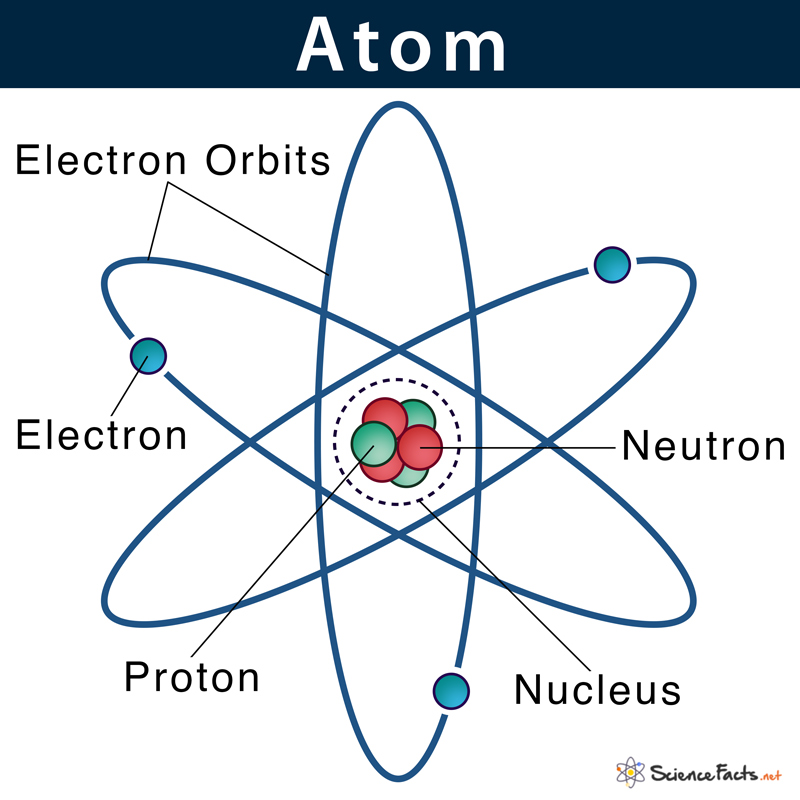 Atom
Electron Orbits
Electron
Neutron
Proton
Nucleus
ScienceFacts.net